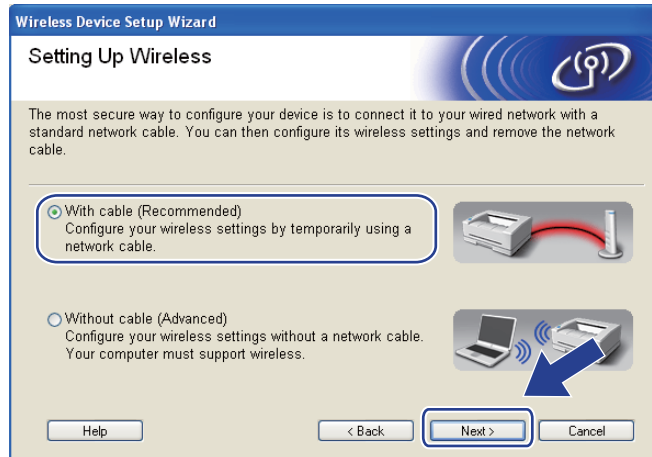 Wireless Device Setup Wizard
Setting Up Wireless
The most secure way to configure your device is to connect it to your wired network with a
standard network cable. You can then configure its wireless settings and remove the network
cable.
With cable (Recommended)
Configure your wireless settings by temporarily using a
network cable.
Without cable (Advanced)
Configure your wireless settings without a network cable.
Your computer must support wireless.
Help
< Back
Next >
Cancel